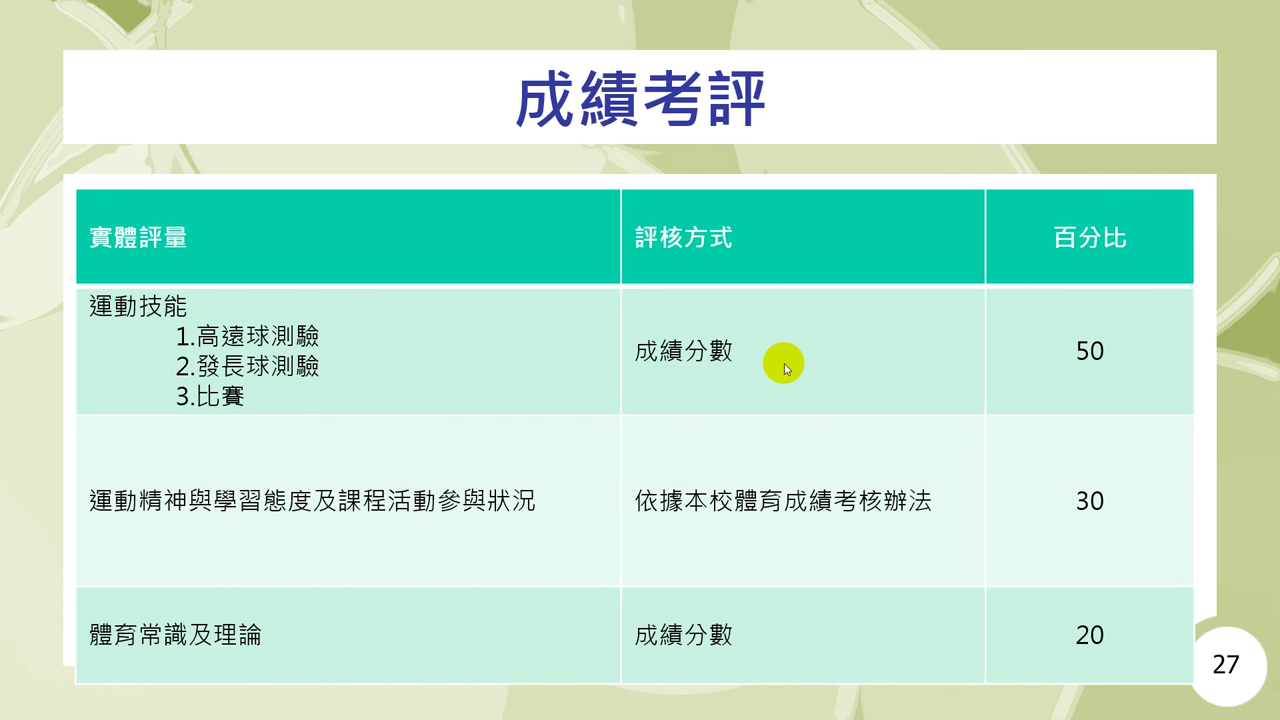 成績考評
實體評量 評核方式 百分比
運動技能
1.高遠球測驗
2.發長球測驗
3.比賽
成績分數 50
運動精神與學習態度及課程活動參與狀況 依據本校體育成績考核辦法 30
體育常識及理論 成績分數 20
27